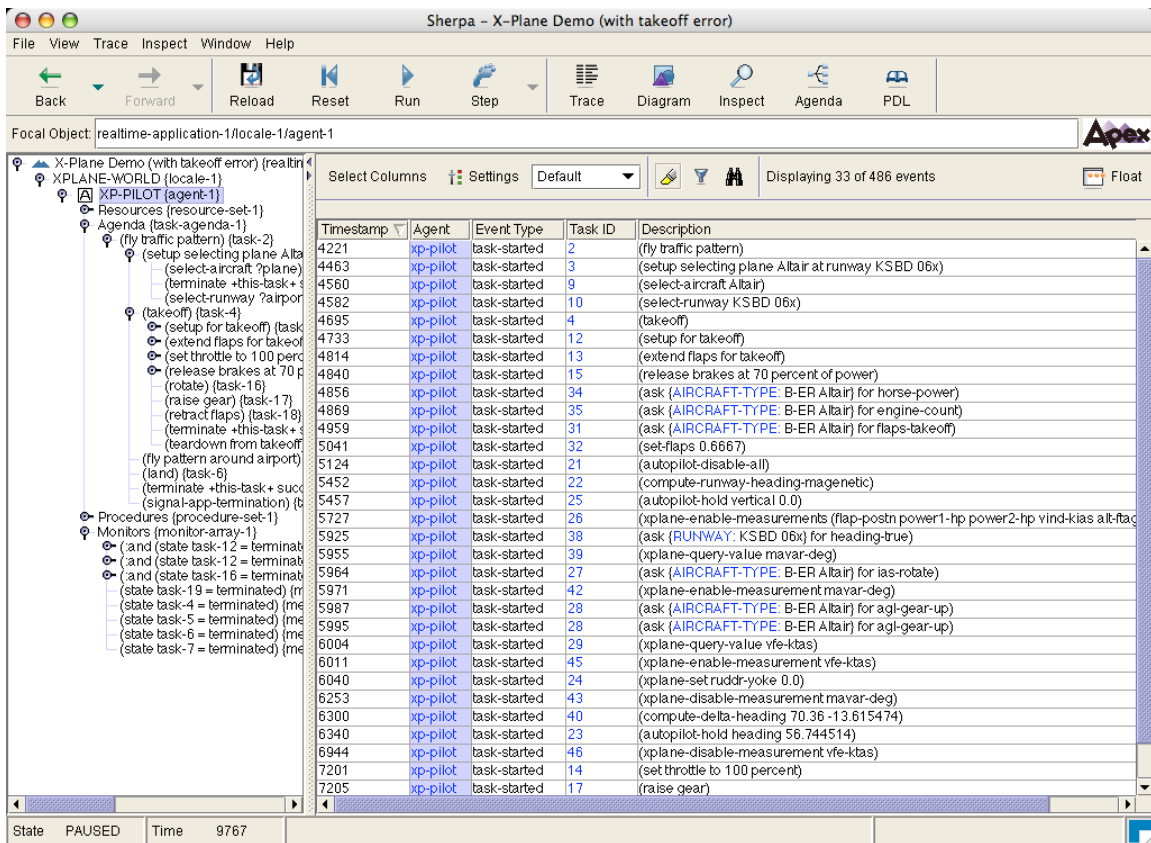 Sherpa – X-Plane Demo (with takeoff error)
File View Trace Inspect Window Help
Back Forward Reload Reset Run Step Trace Diagram Inspect Agenda PDL
Focal Object: realtime-application-1/locale-1/agent-1
Apex
X-Plane Demo (with takeoff error) {realtin
XPLANE-WORLD {locale-1}
A XP-PILOT {agent-1}
Resources {resource-set-1}
Agenda {task-agenda-1}
(fly traffic pattern) {task-2}
(setup selecting plane Alta
(select-aircraft ?plane)
(terminate +this-task+ s
(select-runway ?airpor
(takeoff) {task-4}
(setup for takeoff) {task
(extend flaps for takeof
(set throttle to 100 perc
(release brakes at 70 p
(rotate) {task-16}
(raise gear) {task-17}
(retract flaps) {task-18}
(terminate +this-task+ s
(teardown from takeoff
(fly pattern around airport)
(land) {task-6}
(terminate +this-task+ succ
(signal-app-termination) {t
Procedures {procedure-set-1}
Monitors {monitor-array-1}
(:and (state task-12 = terminat
(:and (state task-12 = terminat
(:and (state task-16 = terminat
(state task-19 = terminated) {m
(state task-4 = terminated) {me
(state task-5 = terminated) {me
(state task-6 = terminated) {me
(state task-7 = terminated) {me
Select Columns Settings Default Displaying 33 of 486 events Float
Timestamp Agent Event Type Task ID Description
4221 xp-pilot task-started 2 (fly traffic pattern)
4463 xp-pilot task-started 3 (setup selecting plane Altair at runway KSBD 06x)
4560 xp-pilot task-started 9 (select-aircraft Altair)
4582 xp-pilot task-started 10 (select-runway KSBD 06x)
4695 xp-pilot task-started 4 (takeoff)
4733 xp-pilot task-started 12 (setup for takeoff)
4814 xp-pilot task-started 13 (extend flaps for takeoff)
4840 xp-pilot task-started 15 (release brakes at 70 percent of power)
4856 xp-pilot task-started 34 (ask {AIRCRAFT-TYPE: B-ER Altair} for horse-power)
4869 xp-pilot task-started 35 (ask {AIRCRAFT-TYPE: B-ER Altair} for engine-count)
4959 xp-pilot task-started 31 (ask {AIRCRAFT-TYPE: B-ER Altair} for flaps-takeoff)
5041 xp-pilot task-started 32 (set-flaps 0.6667)
5124 xp-pilot task-started 21 (autopilot-disable-all)
5452 xp-pilot task-started 22 (compute-runway-heading-magenetic)
5457 xp-pilot task-started 25 (autopilot-hold vertical 0.0)
5727 xp-pilot task-started 26 (xplane-enable-measurements (flap-postn power1-hp power2-hp vind-kias alt-ftag
5925 xp-pilot task-started 38 (ask {RUNWAY: KSBD 06x} for heading-true)
5955 xp-pilot task-started 39 (xplane-query-value mavar-deg)
5964 xp-pilot task-started 27 (ask {AIRCRAFT-TYPE: B-ER Altair} for ias-rotate)
5971 xp-pilot task-started 42 (xplane-enable-measurement mavar-deg)
5987 xp-pilot task-started 28 (ask {AIRCRAFT-TYPE: B-ER Altair} for agl-gear-up)
5995 xp-pilot task-started 28 (ask {AIRCRAFT-TYPE: B-ER Altair} for agl-gear-up)
6004 xp-pilot task-started 29 (xplane-query-value vfe-ktas)
6011 xp-pilot task-started 45 (xplane-enable-measurement vfe-ktas)
6040 xp-pilot task-started 24 (xplane-set ruddr-yoke 0.0)
6253 xp-pilot task-started 43 (xplane-disable-measurement mavar-deg)
6300 xp-pilot task-started 40 (compute-delta-heading 70.36 -13.615474)
6340 xp-pilot task-started 23 (autopilot-hold heading 56.744514)
6944 xp-pilot task-started 46 (xplane-disable-measurement vfe-ktas)
7201 xp-pilot task-started 14 (set throttle to 100 percent)
7205 xp-pilot task-started 17 (raise gear)
State PAUSED Time 9767